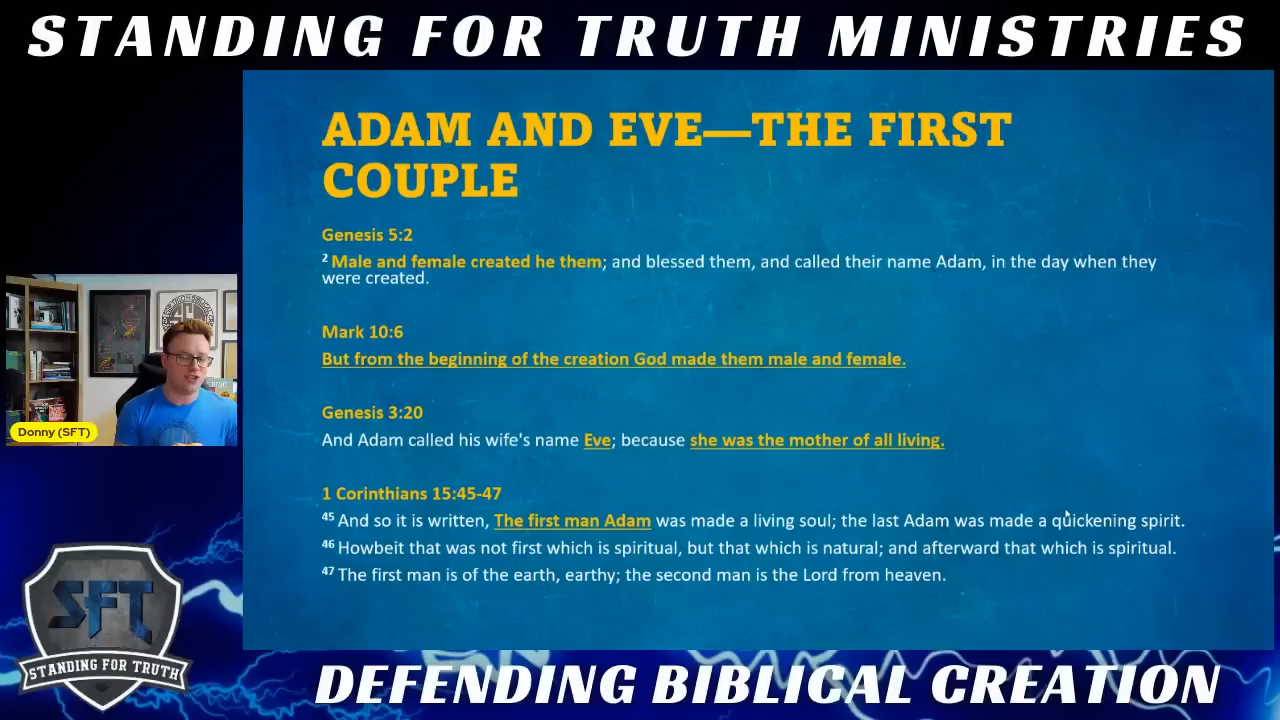 STANDING FOR TRUTH MINISTRIES
ADAM AND EVE—THE FIRST
COUPLE
Genesis 5:2
2 Male and female created he them; and blessed them, and called their name Adam, in the day when they
were created.
Mark 10:6
But from the beginning of the creation God made them male and female.
Genesis 3:20
And Adam called his wife's name Eve; because she was the mother of all living.
1 Corinthians 15:45-47
45 And so it is written, The first man Adam was made a living soul; the last Adam was made a quickening spirit.
46 Howbeit that was not first which is spiritual, but that which is natural; and afterward that which is spiritual.
47 The first man is of the earth, earthy; the second man is the Lord from heaven.
Donny (SFT)
SFT
STANDING FOR TRUTH
DEFENDING BIBLICAL CREATION